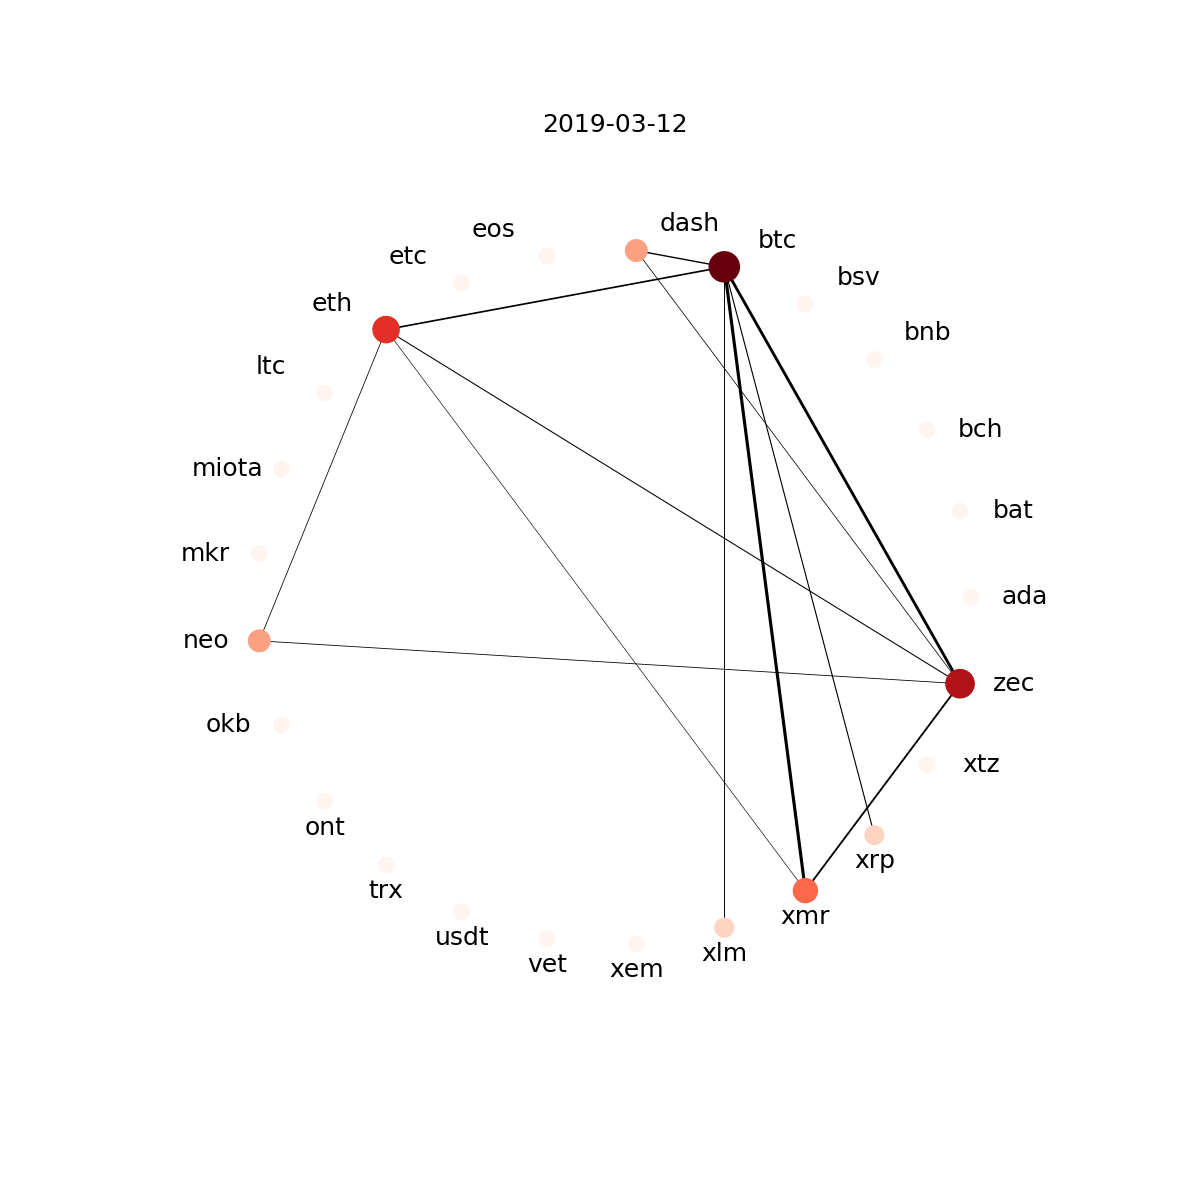 2019-03-12
dash
btc
eos
etc
bsv
eth
bnb
ltc
bch
miota
bat
mkr
ada
neo
zec
okb
xtz
ont
xrp
trx
xmr
usdt
xlm
vet
xem